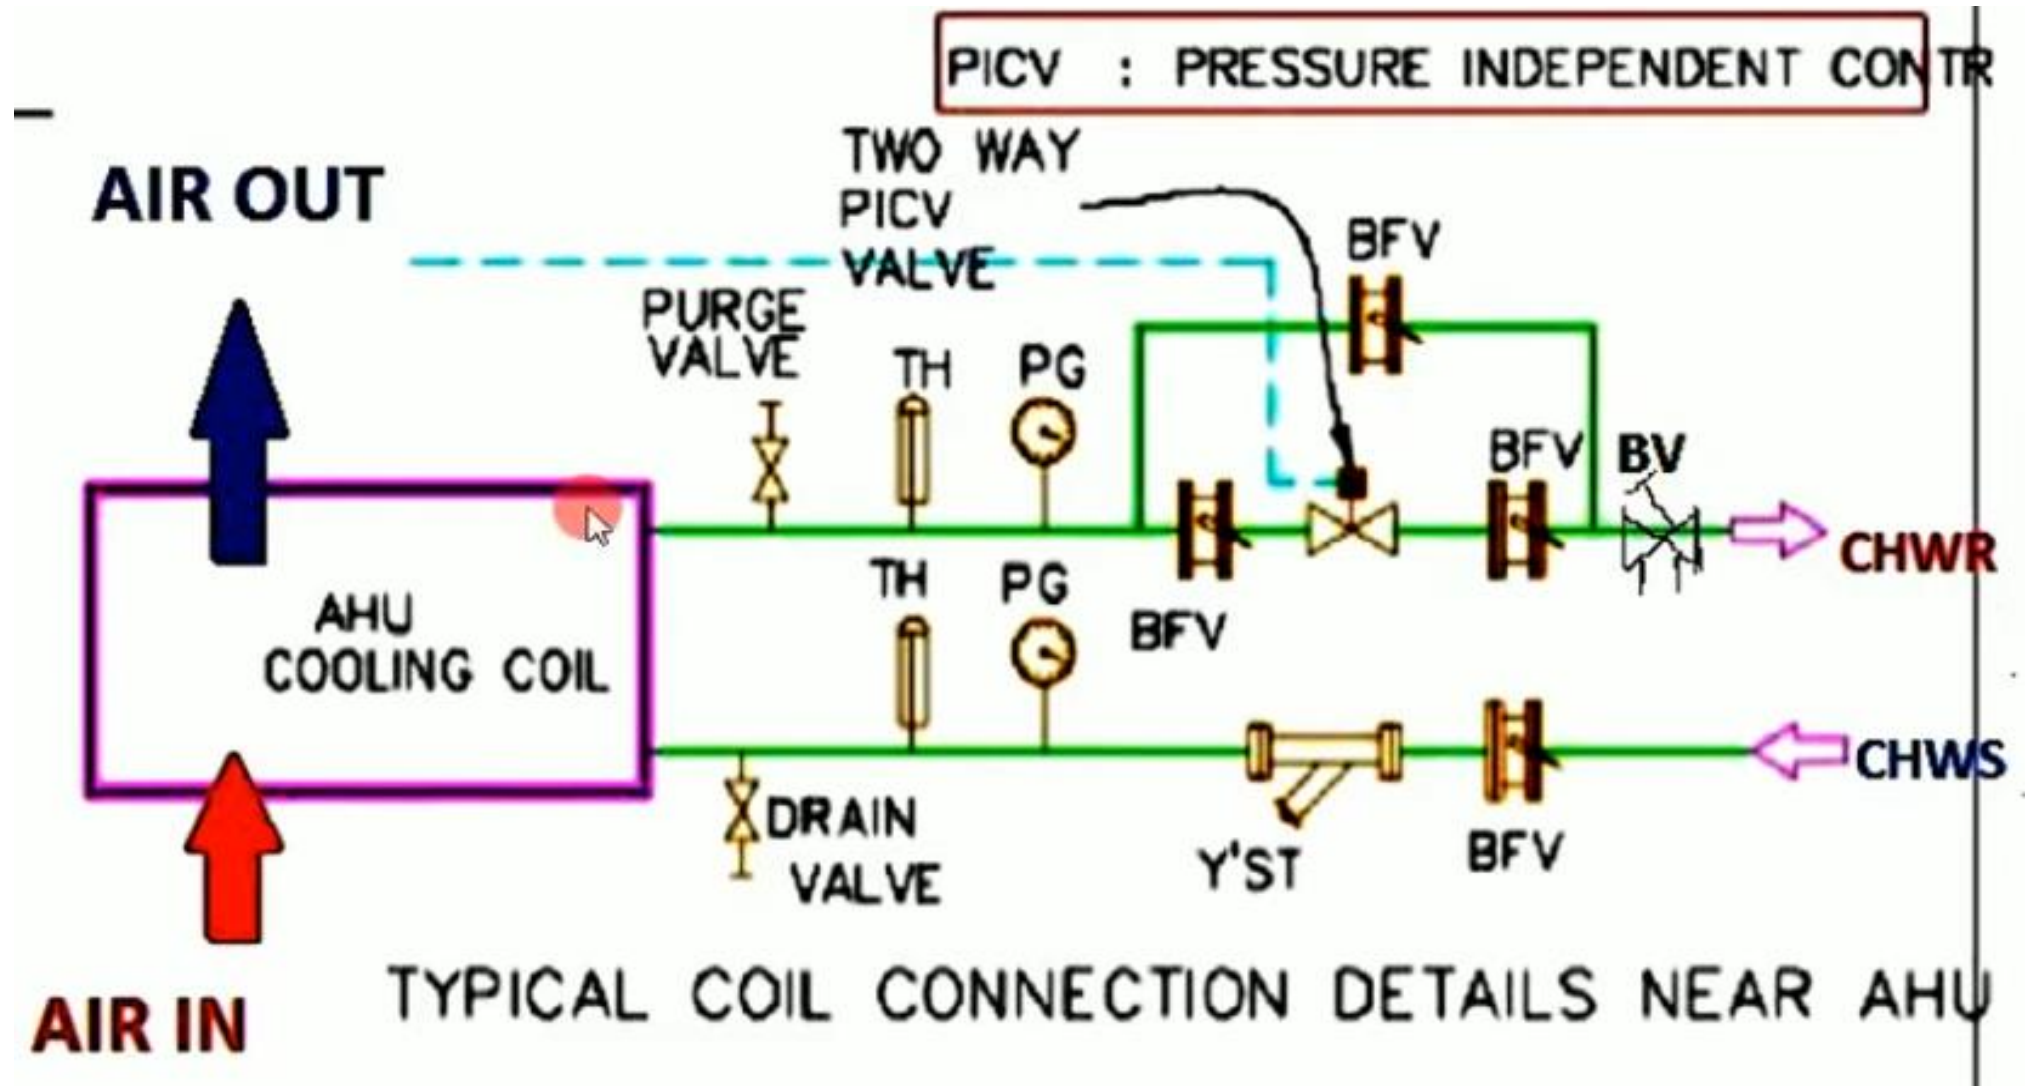 PICV : PRESSURE INDEPENDENT CONTR
TWO WAY
PICV
VALVE
AIR OUT
BFV
PURGE
VALVE
TH
PG
BFV
BV
CHWR
TH
PG
BFV
AHU
COOLING COIL
CHWS
DRAIN
VALVE
Y'ST
BFV
TYPICAL COIL CONNECTION DETAILS NEAR AHU
AIR IN